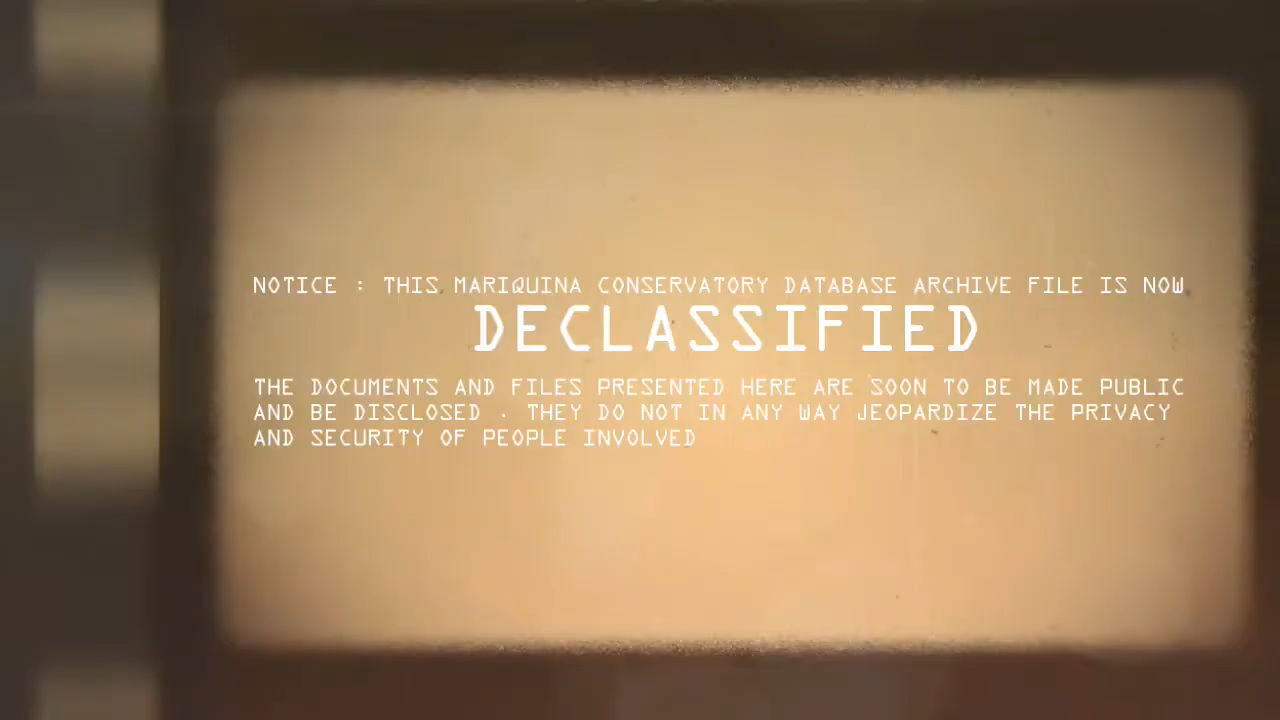 NOTICE : THIS MARIQUINA CONSERVATORY DATABASE ARCHIVE FILE IS NOW
DECLASSIFIED
THE DOCUMENTS AND FILES PRESENTED HERE ARE SOON TO BE MADE PUBLIC
AND BE DISCLOSED . THEY DO NOT IN ANY WAY JEOPARDIZE THE PRIVACY
AND SECURITY OF PEOPLE INVOLVED